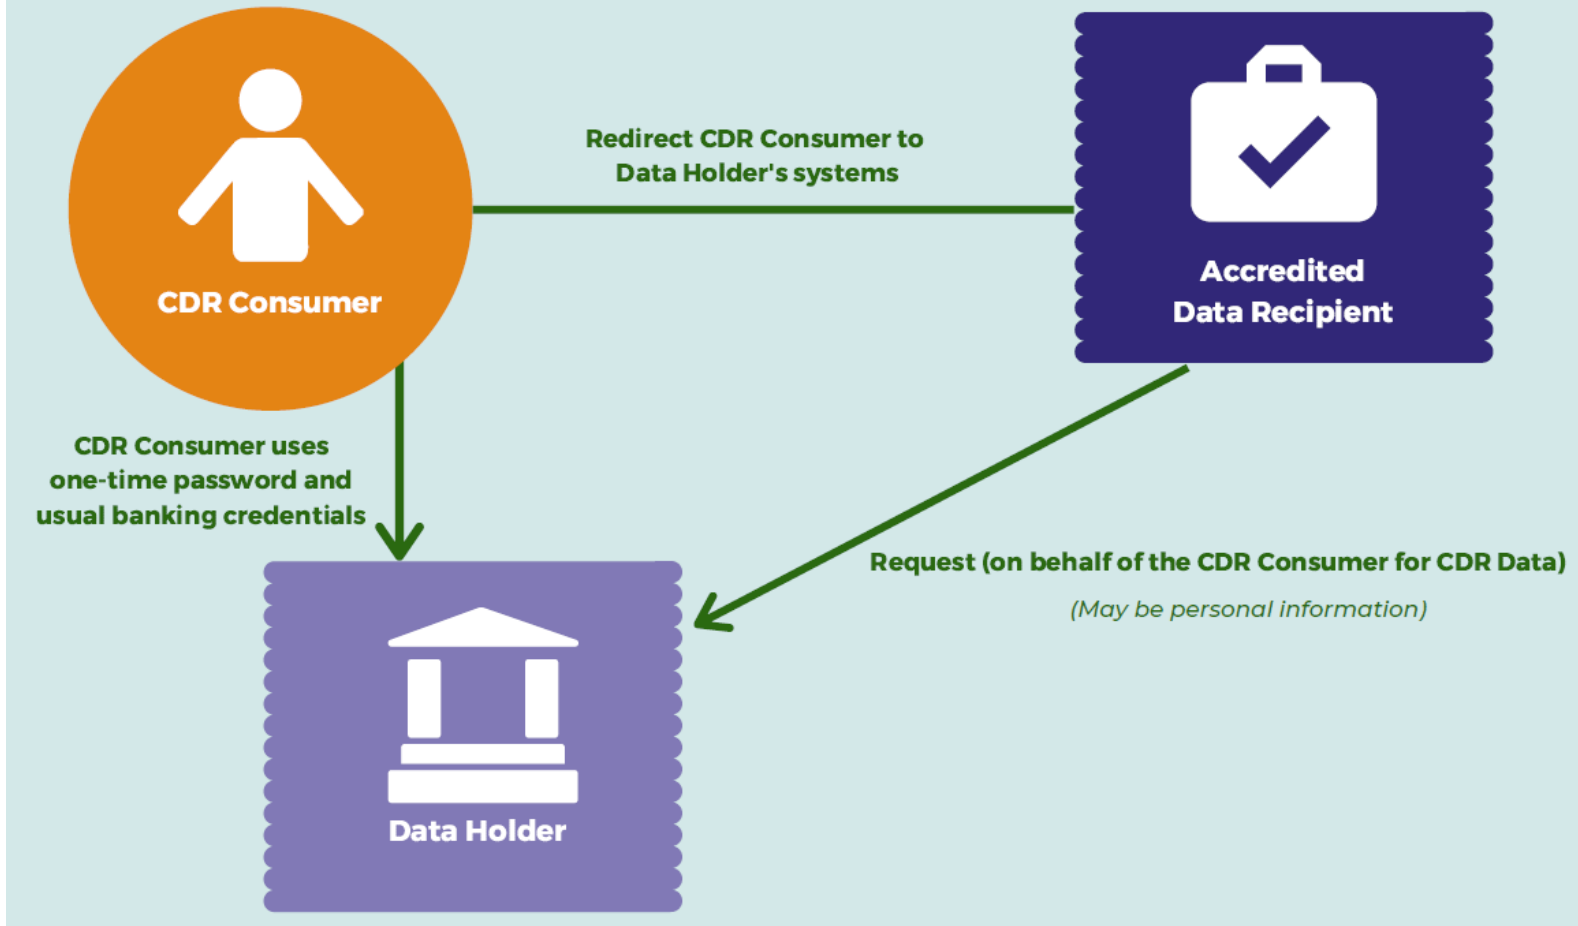 Redirect CDR Consumer to
Data Holder's systems
Accredited
Data Recipient
CDR Consumer
CDR Consumer uses
one-time password and
usual banking credentials
Request (on behalf of the CDR Consumer for CDR Data)
(May be personal information)
Data Holder